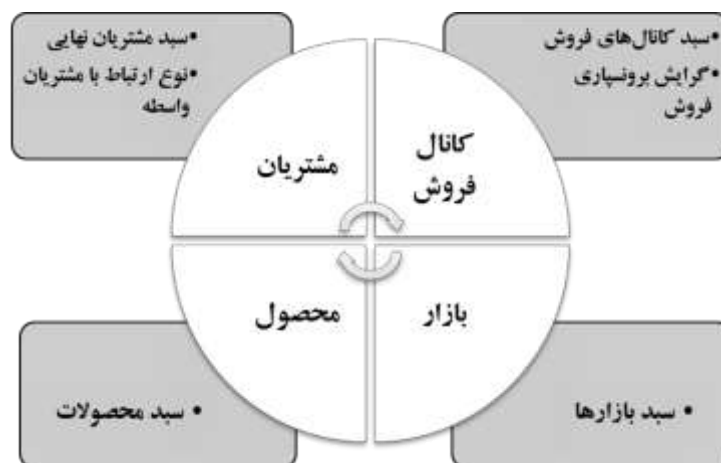 •سبد کانال‌های فروش
•گرایش برونسپاری
فروش
•سبد مشتریان نهایی
•نوع ارتباط با مشتریان
واسطه
کانال
فروش
مشتریان
بازار
محصول
• سبد بازارها
• سبد محصولات